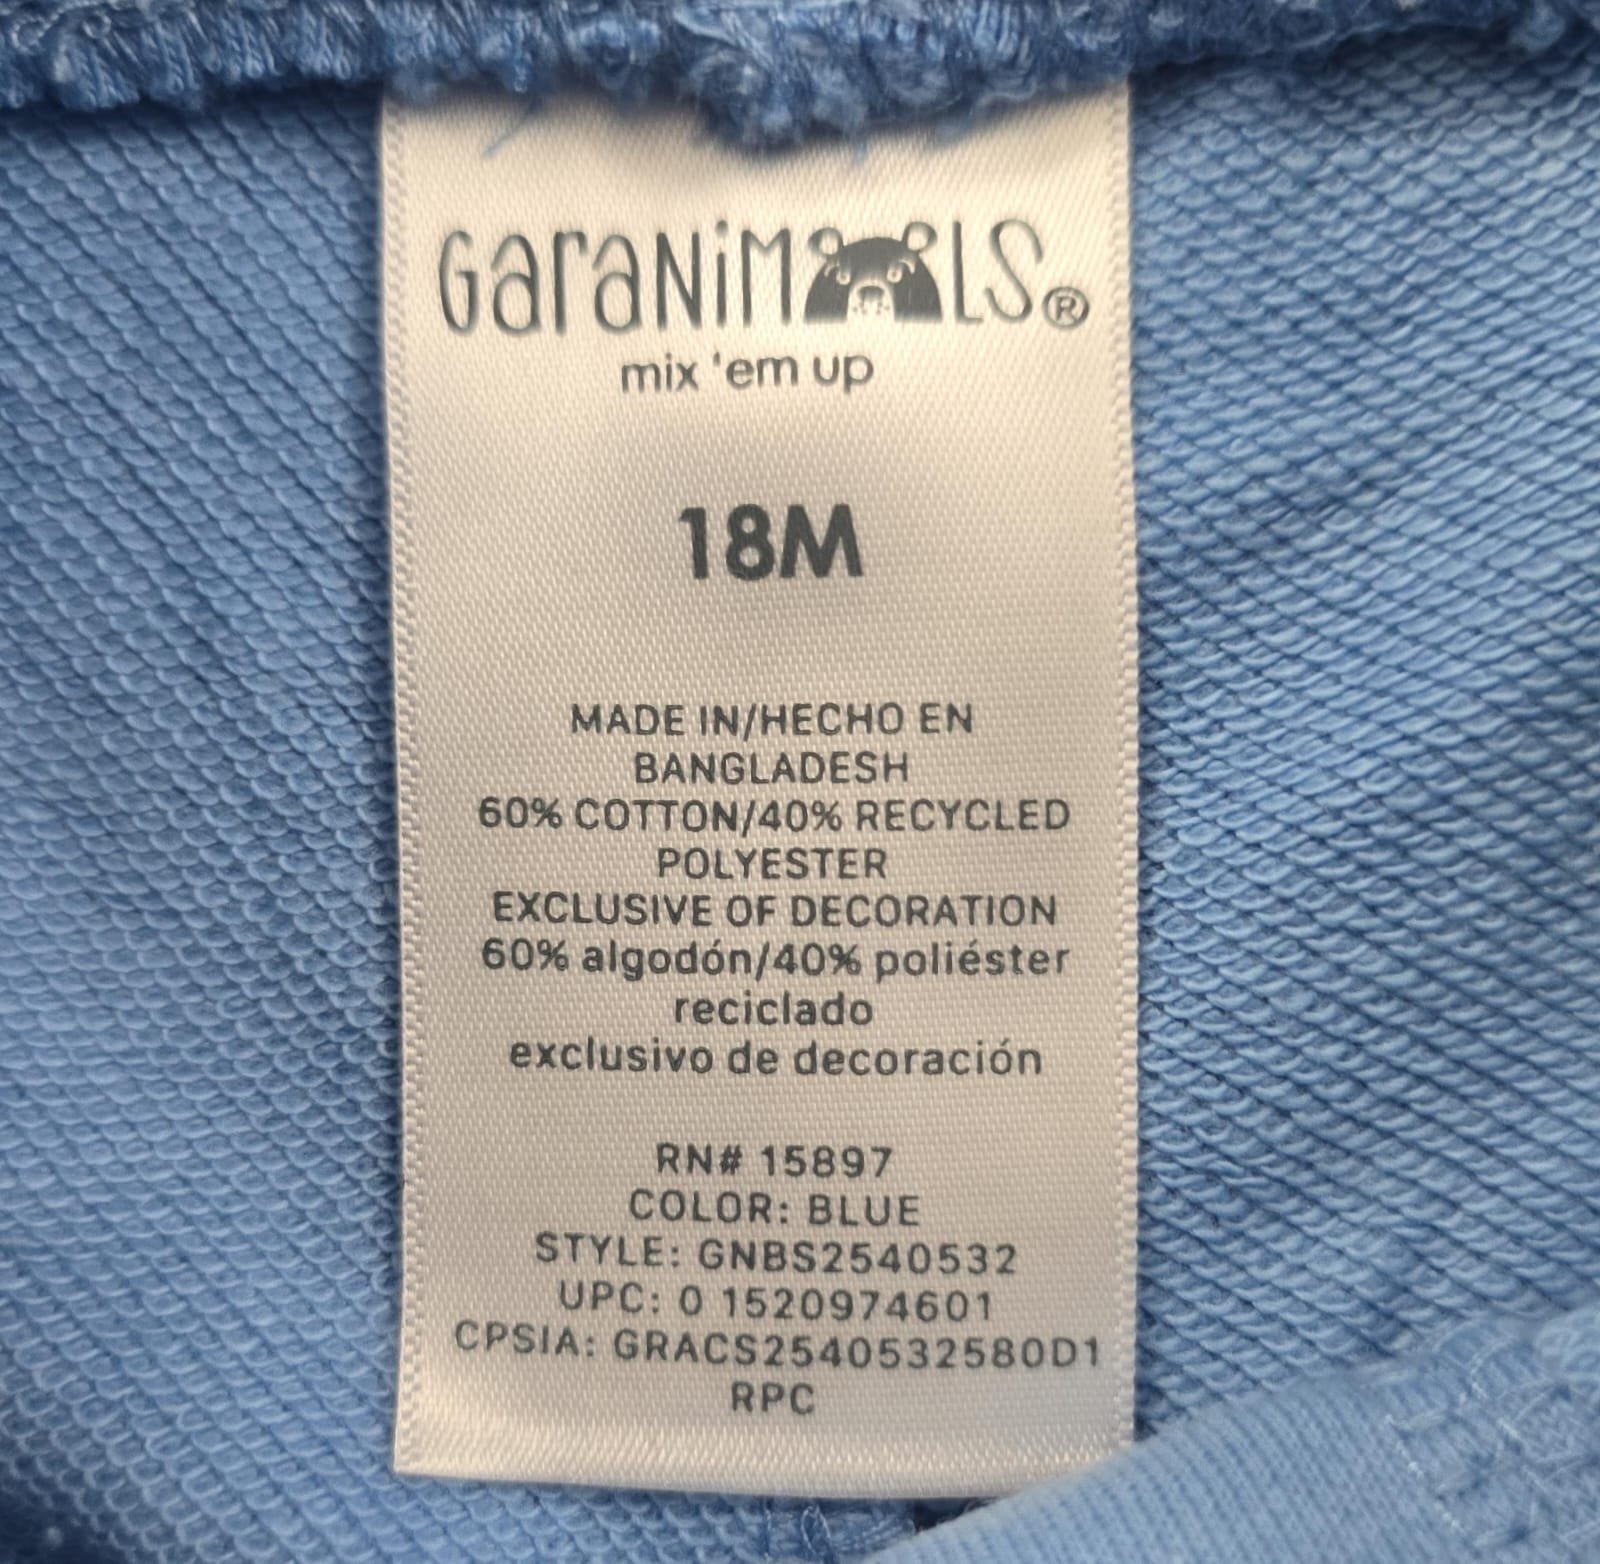 GaraNiMALS®
mix 'em up
18M
MADE IN/HECHO EN
BANGLADESH
60% COTTON/40% RECYCLED
POLYESTER
EXCLUSIVE OF DECORATION
60% algodón/40% poliéster
reciclado
exclusivo de decoración
RN# 15897
COLOR: BLUE
STYLE: GNBS2540532
UPC: 0 1520974601
CPSIA: GRACS2540532580D1
RPC